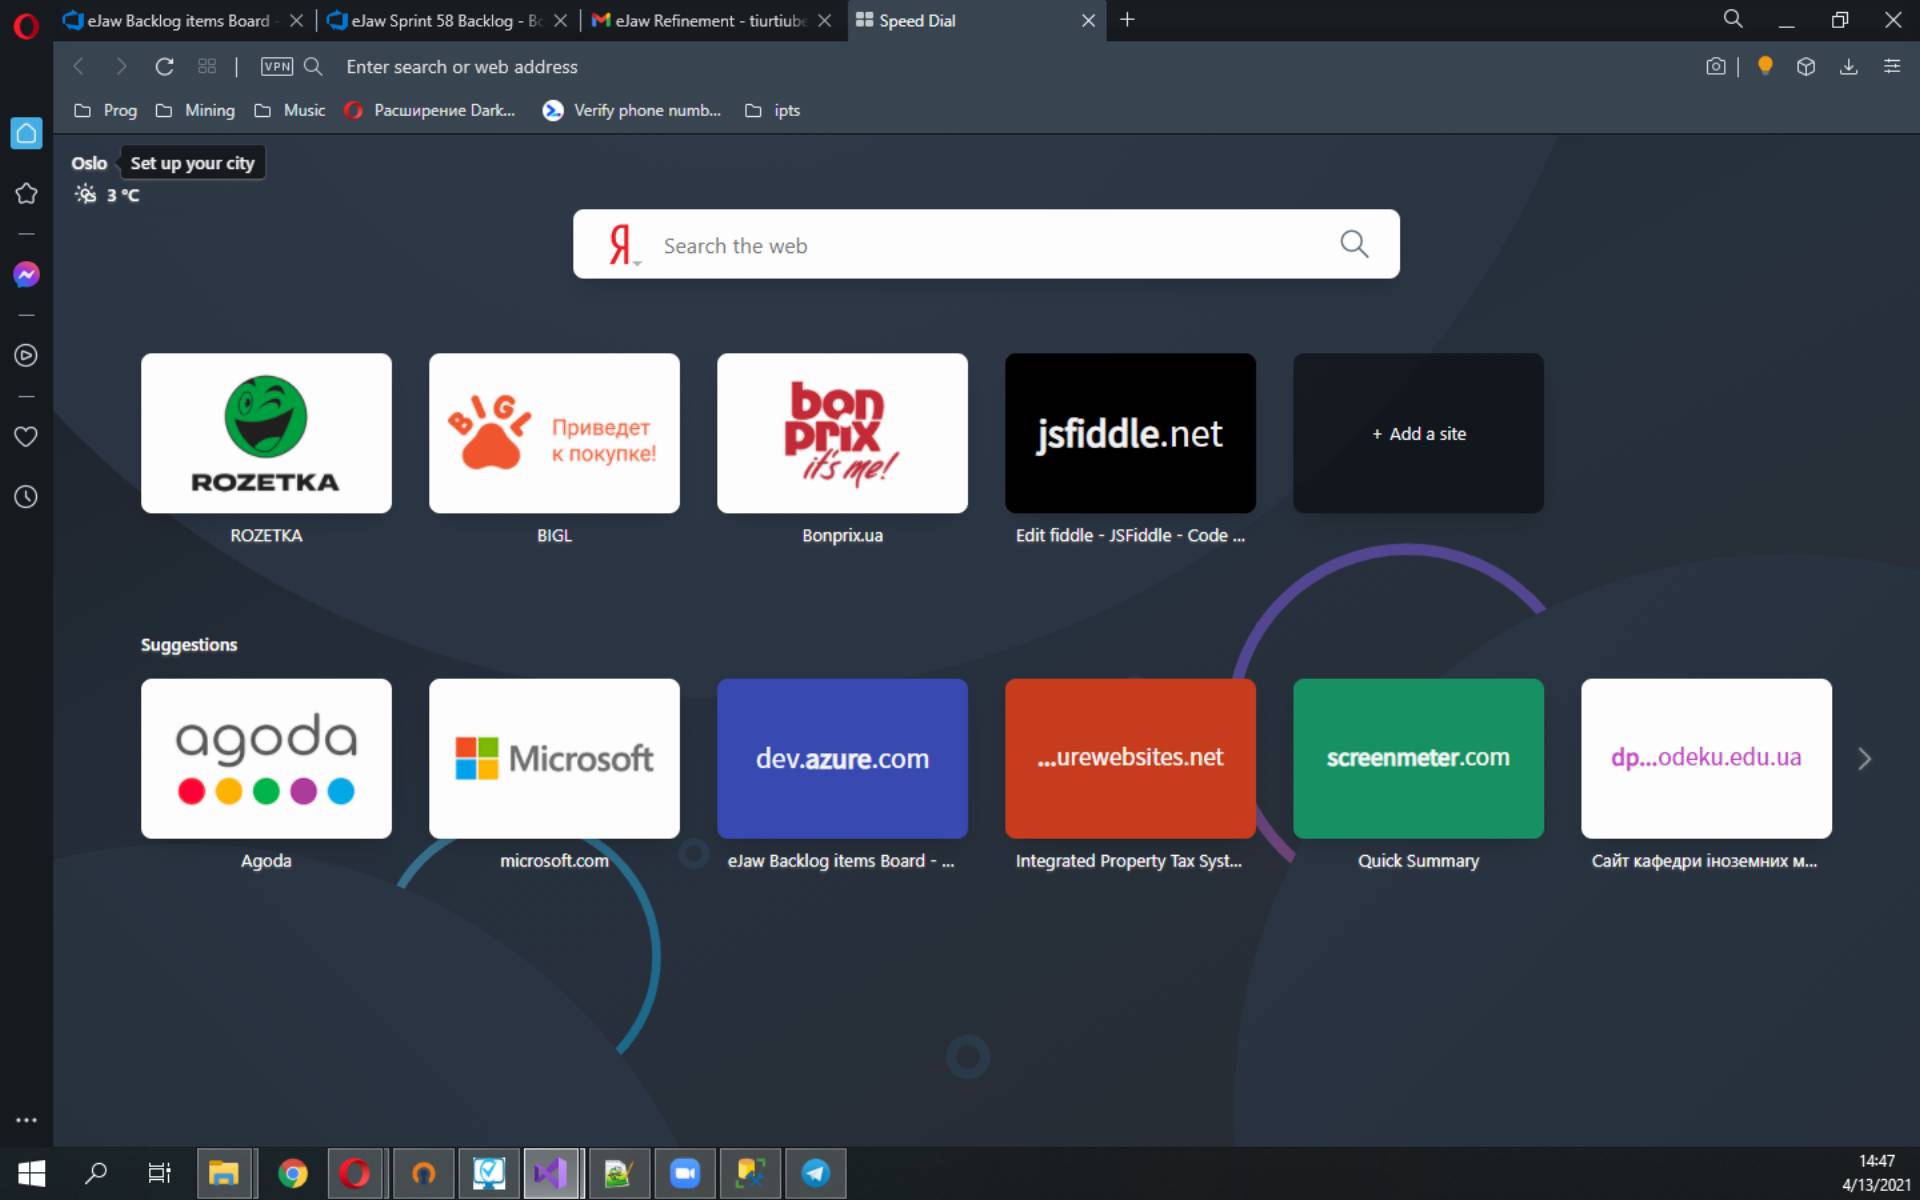 eJaw Backlog items Board -
eJaw Sprint 58 Backlog - Bo
eJaw Refinement - tiurtiube
Speed Dial
VPN
Enter search or web address
Prog
Mining
Music
Расширение Dark...
Verify phone numb...
ipts
Oslo
Set up your city
3 °C
Я
Search the web
ROZETKA
BIGL
Приведет
к покупке!
bon
prix
it's me!
jsfiddle.net
+ Add a site
ROZETKA
BIGL
Bonprix.ua
Edit fiddle - JSFiddle - Code ...
Suggestions
agoda
Microsoft
dev.azure.com
...urewebsites.net
screenmeter.com
dp...odeku.edu.ua
Agoda
microsoft.com
eJaw Backlog items Board - ...
Integrated Property Tax Syst...
Quick Summary
Сайт кафедри іноземних м...
14:47
4/13/2021